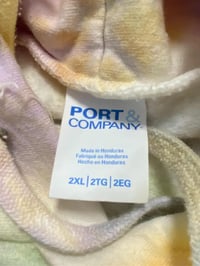 PORT &
COMPANY®
Made in Honduras
Fabriqué au Honduras
Hecho en Honduras
2XL | 2TG | 2EG